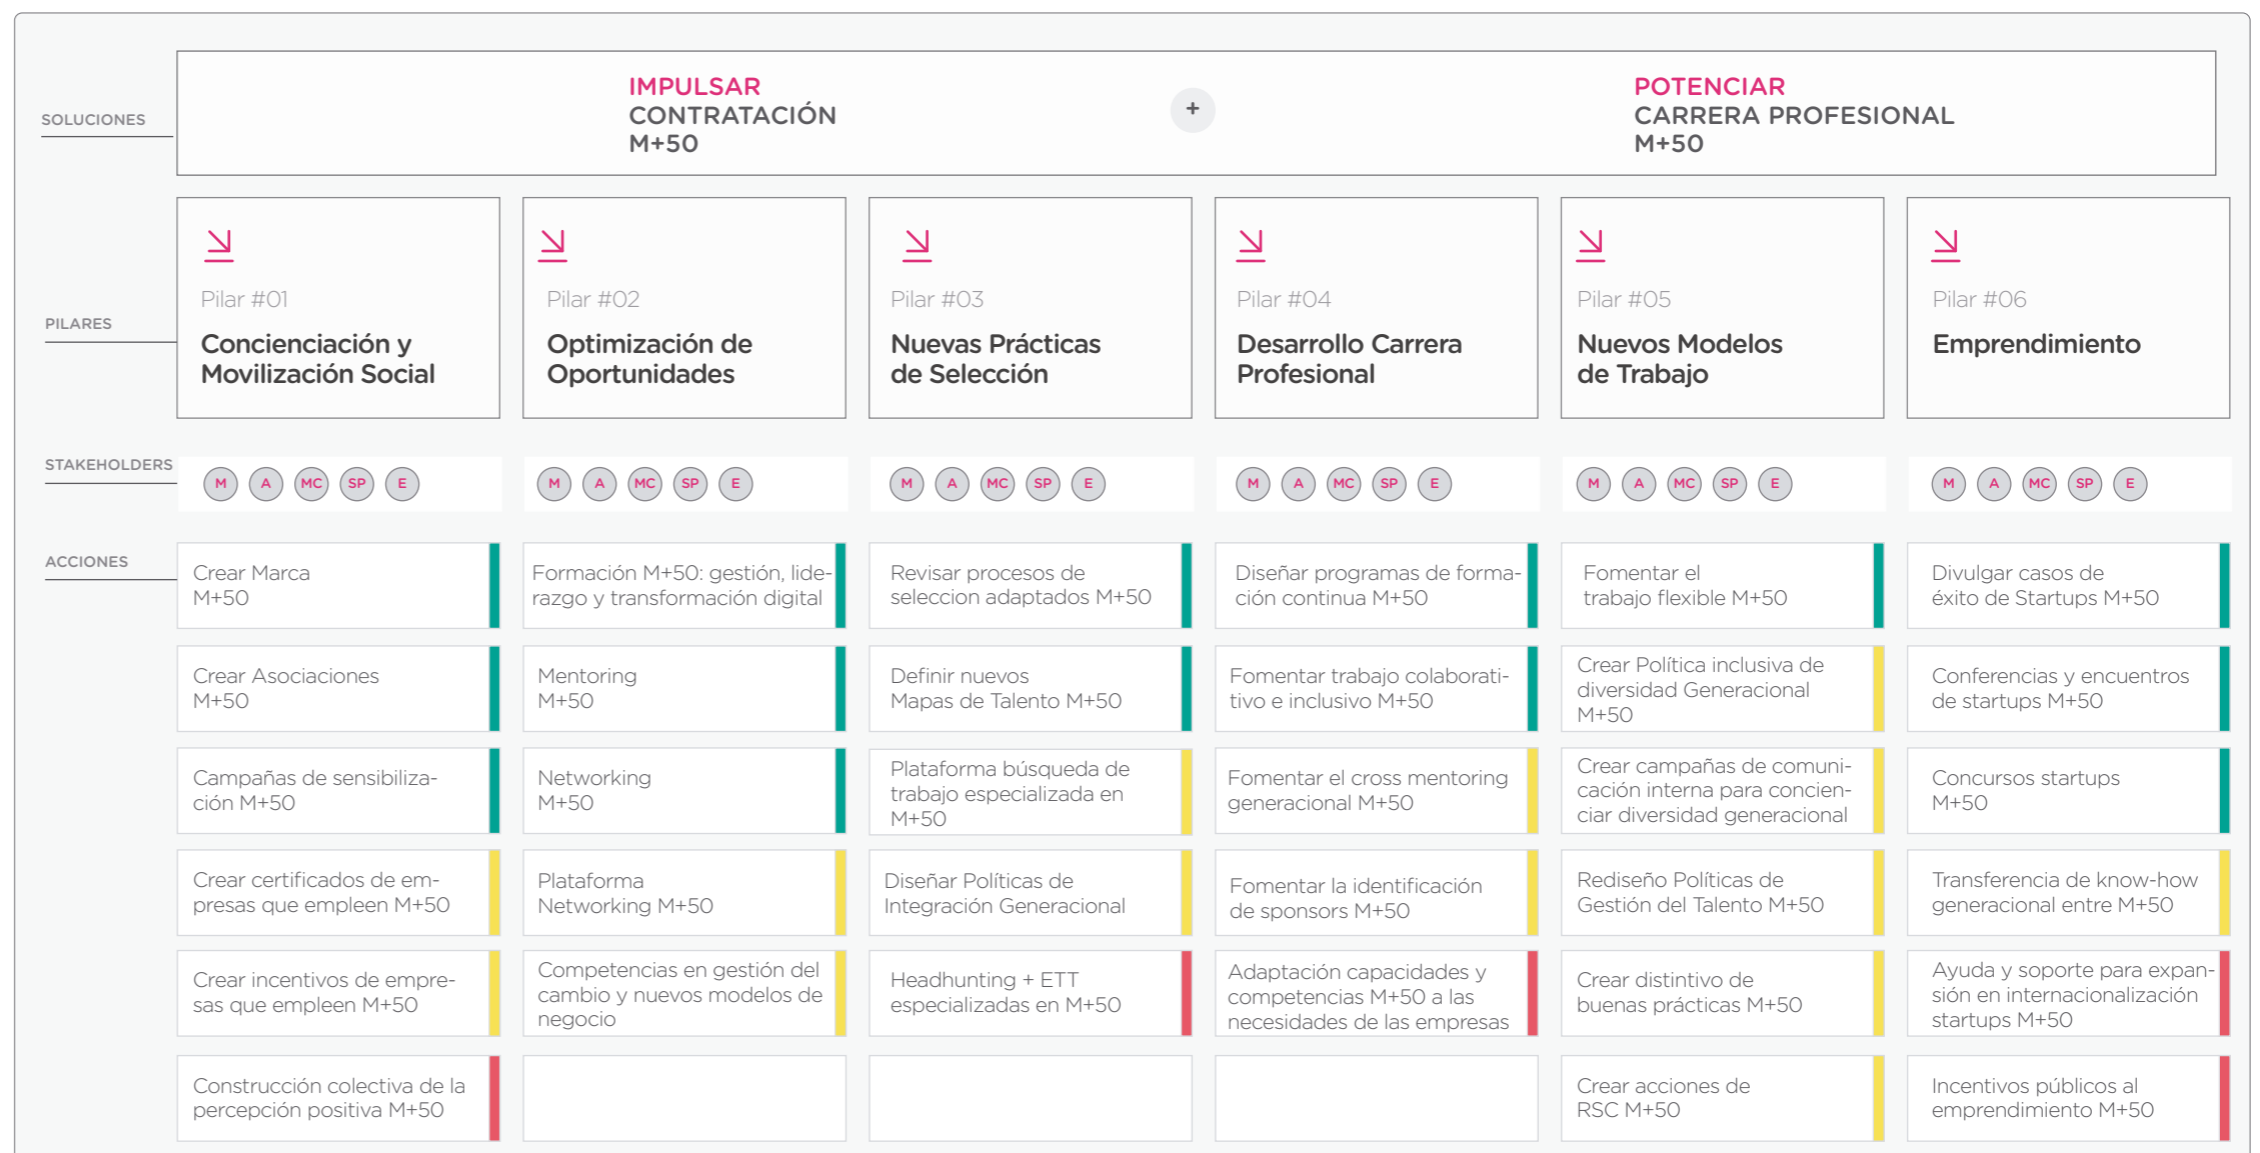 SOLUCIONES
IMPULSAR
CONTRATACIÓN
M+50
+
POTENCIAR
CARRERA PROFESIONAL
M+50
PILARES
Pilar #01
Concienciación y
Movilización Social
Pilar #02
Optimización de
Oportunidades
Pilar #03
Nuevas Prácticas
de Selección
Pilar #04
Desarrollo Carrera
Profesional
Pilar #05
Nuevos Modelos
de Trabajo
Pilar #06
Emprendimiento
STAKEHOLDERS
M A MC SP E
M A MC SP E
M A MC SP E
M A MC SP E
M A MC SP E
M A MC SP E
ACCIONES
Crear Marca
M+50
Formación M+50: gestión, lide-
razgo y transformación digital
Revisar procesos de
seleccion adaptados M+50
Diseñar programas de forma-
ción continua M+50
Fomentar el
trabajo flexible M+50
Divulgar casos de
éxito de Startups M+50
Crear Asociaciones
M+50
Mentoring
M+50
Definir nuevos
Mapas de Talento M+50
Fomentar trabajo colaborati-
tivo e inclusivo M+50
Crear Política inclusiva de
diversidad Generacional
M+50
Conferencias y encuentros
de startups M+50
Campañas de sensibiliza-
ción M+50
Networking
M+50
Plataforma búsqueda de
trabajo especializada en
M+50
Fomentar el cross mentoring
generacional M+50
Crear campañas de comuni-
cación interna para concien-
ciar diversidad generacional
Concursos startups
M+50
Crear certificados de em-
presas que empleen M+50
Plataforma
Networking M+50
Diseñar Políticas de
Integración Generacional
Fomentar la identificación
de sponsors M+50
Rediseño Políticas de
Gestión del Talento M+50
Transferencia de know-how
generacional entre M+50
Crear incentivos de empre-
sas que empleen M+50
Competencias en gestión del
cambio y nuevos modelos de
negocio
Headhunting + ETT
especializadas en M+50
Adaptación capacidades y
competencias M+50 a las
necesidades de las empresas
Crear distintivo de
buenas prácticas M+50
Ayuda y soporte para expan-
sión en internacionalización
startups M+50
Construcción colectiva de la
percepción positiva M+50
Crear acciones de
RSC M+50
Incentivos públicos al
emprendimiento M+50